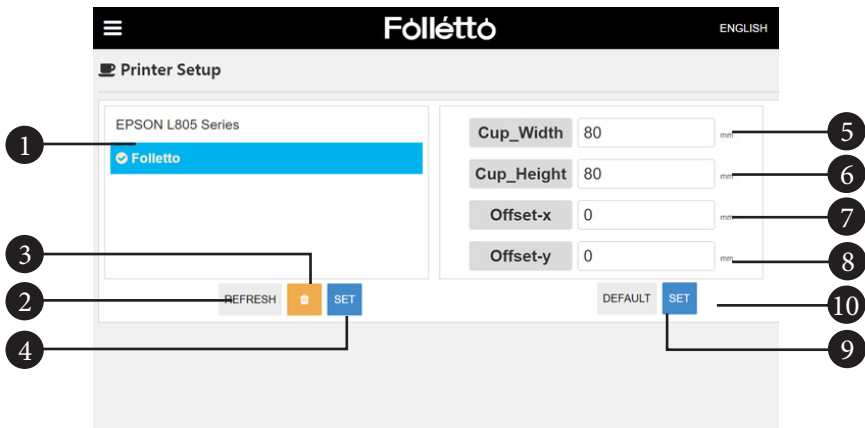 Follétto
ENGLISH
Printer Setup
EPSON L805 Series
Folletto
Cup_Width 80 mm
Cup_Height 80 mm
Offset-x 0 mm
Offset-y 0 mm
REFRESH SET
DEFAULT SET
1
2
3
4
5
6
7
8
9
10